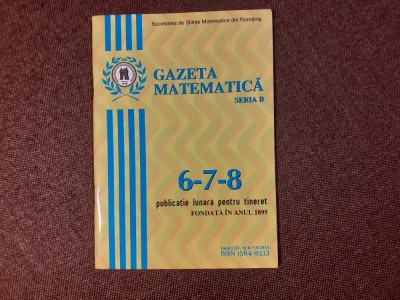 Societatea de Științe Matematice din România
GAZETA
MATEMATICĂ
SERIA B
6-7-8
publicație lunară pentru tineret
FONDATĂ ÎN ANUL 1895
ISSN 1584-9333